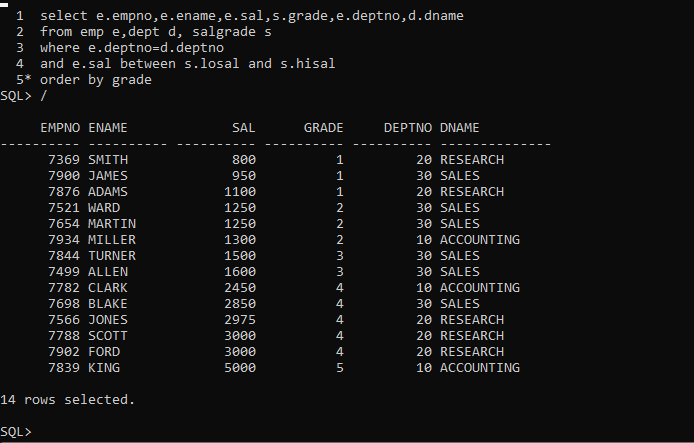 1  select e.empno,e.ename,e.sal,s.grade,e.deptno,d.dname
  2  from emp e,dept d, salgrade s
  3  where e.deptno=d.deptno
  4  and e.sal between s.losal and s.hisal
  5* order by grade
SQL> /

     EMPNO ENAME             SAL      GRADE     DEPTNO DNAME
---------- ---------- ---------- ---------- ---------- --------------
      7369 SMITH             800          1         20 RESEARCH
      7900 JAMES             950          1         30 SALES
      7876 ADAMS            1100          1         20 RESEARCH
      7521 WARD             1250          2         30 SALES
      7654 MARTIN           1250          2         30 SALES
      7934 MILLER           1300          2         10 ACCOUNTING
      7844 TURNER           1500          3         30 SALES
      7499 ALLEN            1600          3         30 SALES
      7782 CLARK            2450          4         10 ACCOUNTING
      7698 BLAKE            2850          4         30 SALES
      7566 JONES            2975          4         20 RESEARCH
      7788 SCOTT            3000          4         20 RESEARCH
      7902 FORD             3000          4         20 RESEARCH
      7839 KING             5000          5         10 ACCOUNTING

14 rows selected.

SQL>